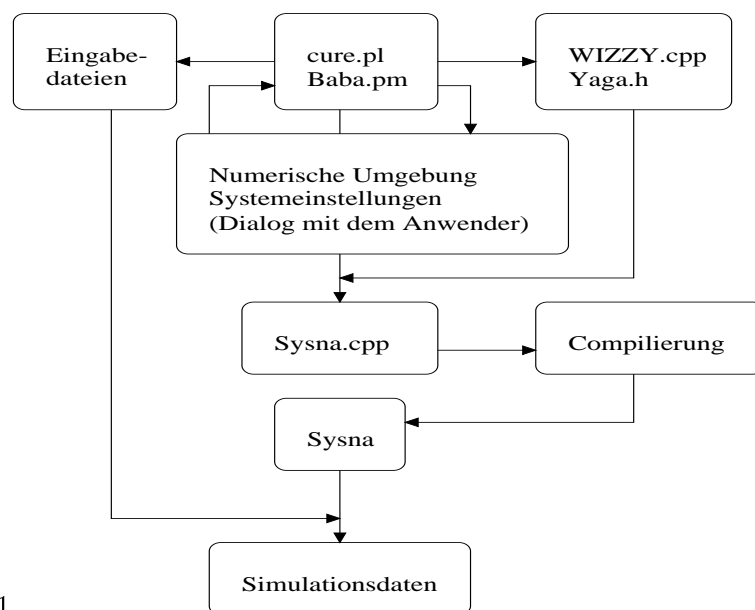 Eingabe-
dateien
cure.pl
Baba.pm
WIZZY.cpp
Yaga.h
Numerische Umgebung
Systemeinstellungen
(Dialog mit dem Anwender)
Sysna.cpp
Compilierung
Sysna
Simulationsdaten
1